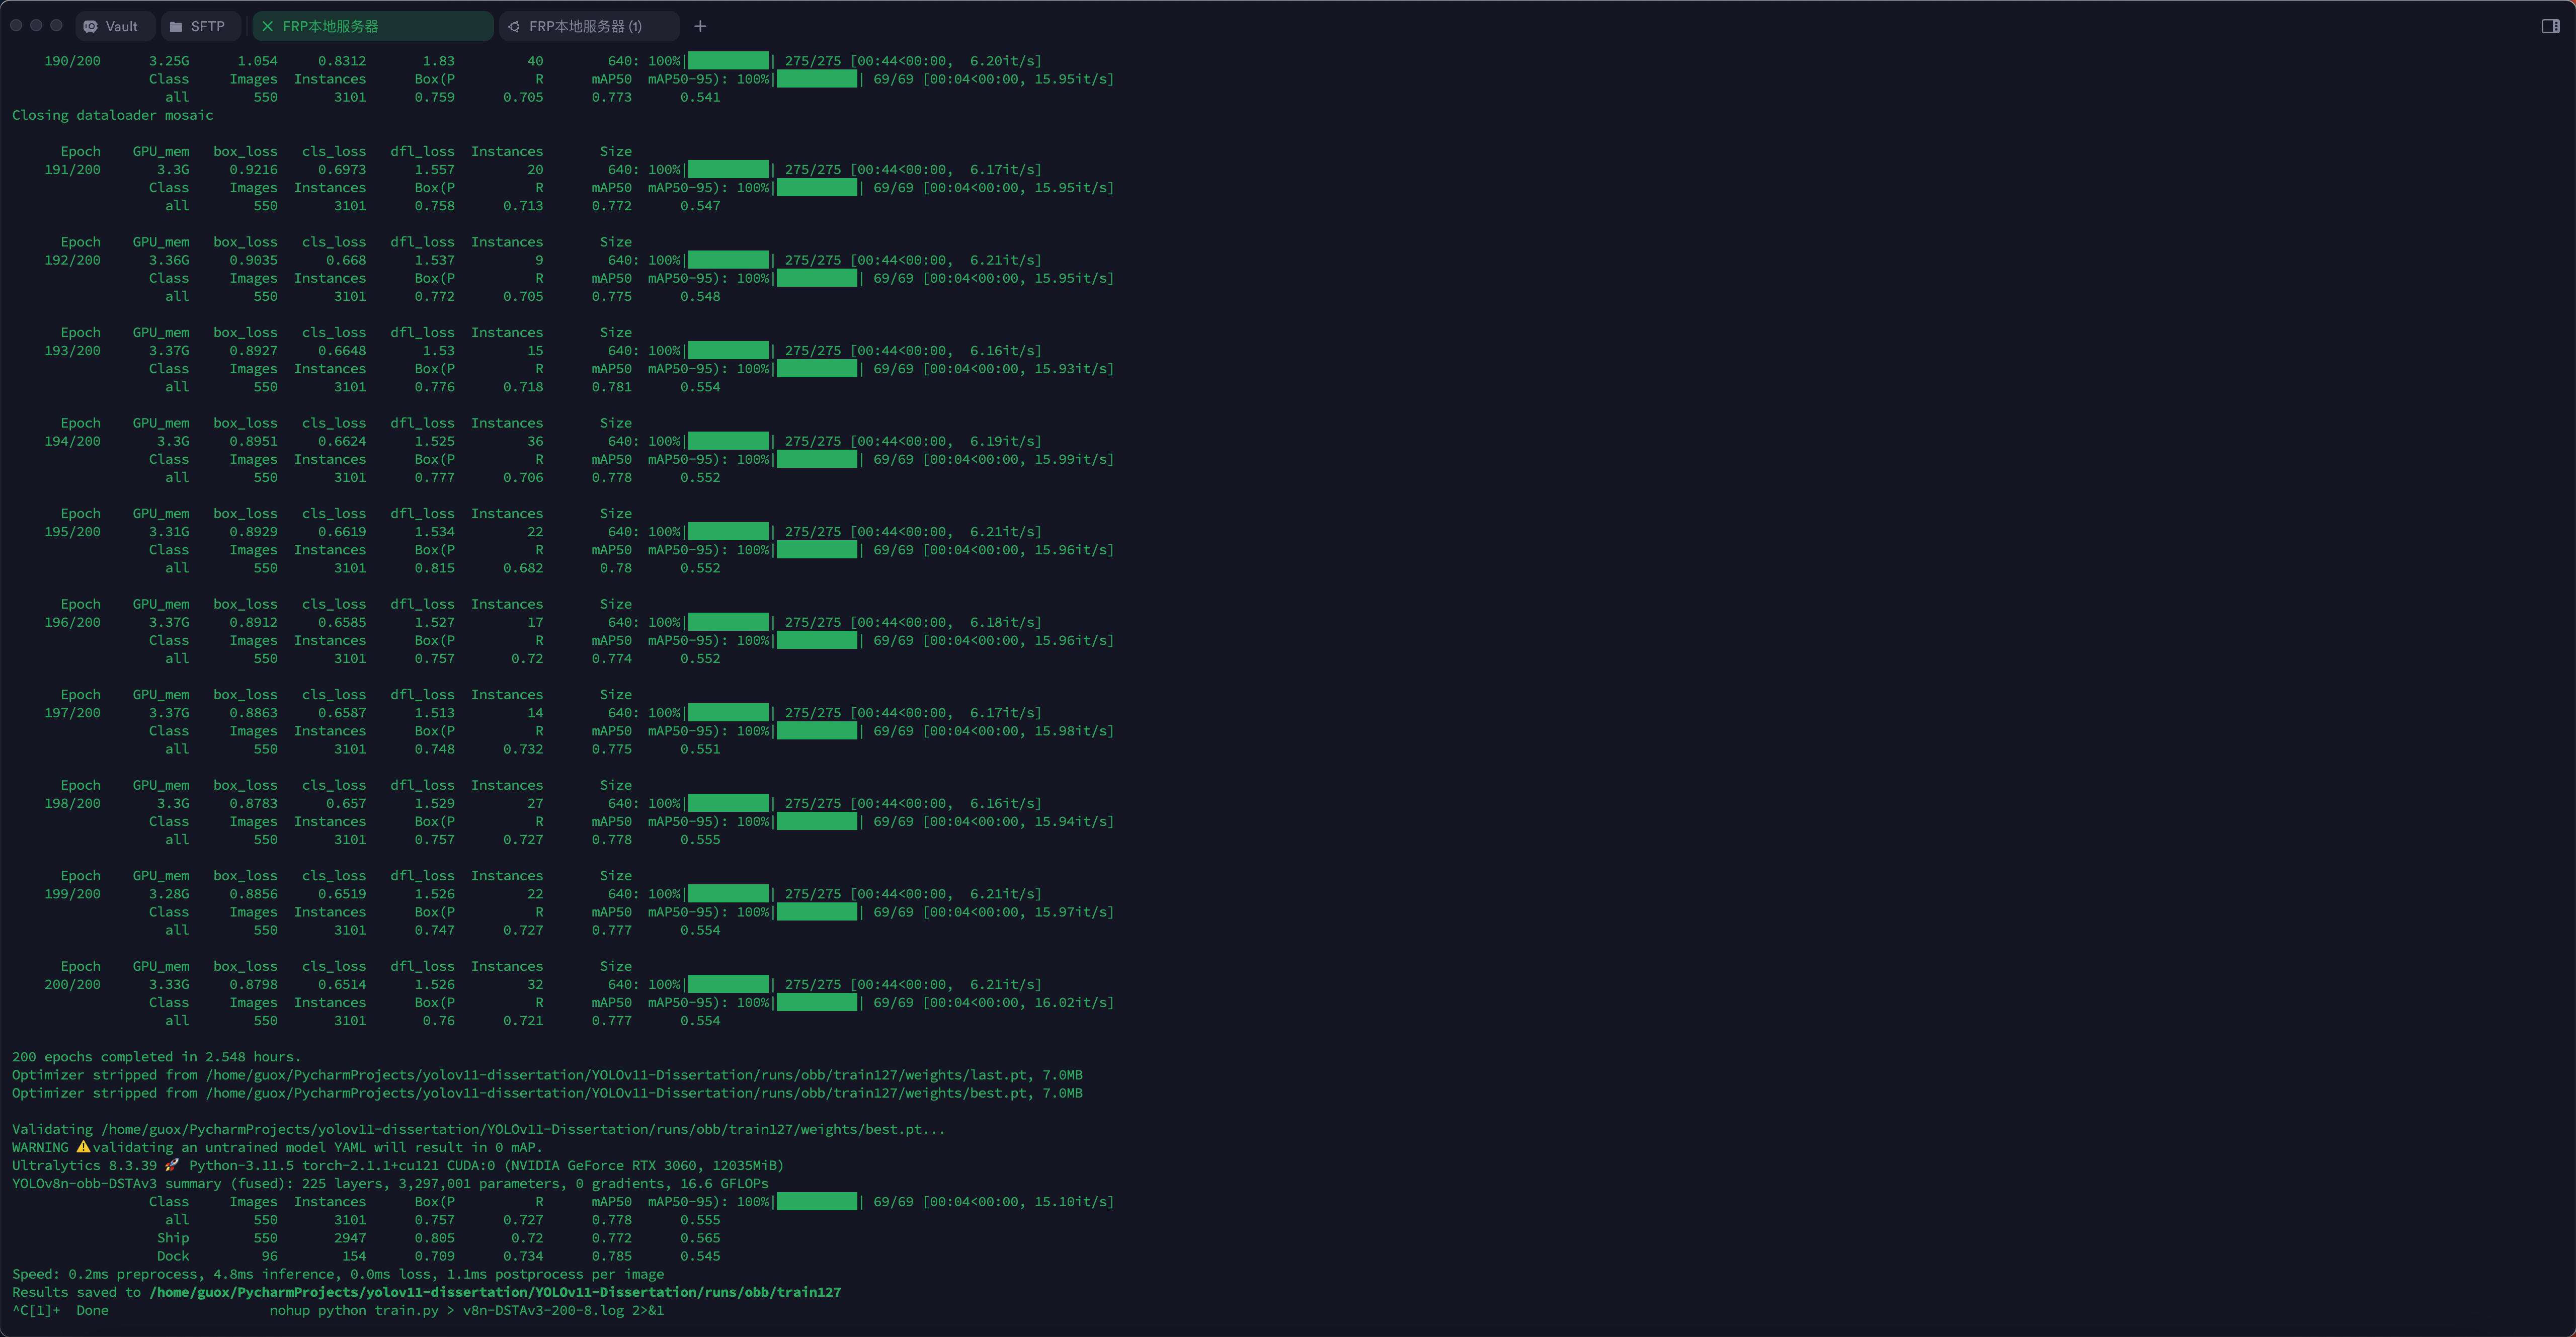 Vault SFTP FRP本地服务器 FRP本地服务器 (1)
190/200 3.25G 1.054 0.8312 1.83 40 640: 100%|██████████| 275/275 [00:44<00:00, 6.20it/s]
Class Images Instances Box(P R mAP50 mAP50-95): 100%|██████████| 69/69 [00:04<00:00, 15.95it/s]
all 550 3101 0.759 0.705 0.773 0.541
Closing dataloader mosaic
Epoch GPU_mem box_loss cls_loss dfl_loss Instances Size
191/200 3.3G 0.9216 0.6973 1.557 20 640: 100%|██████████| 275/275 [00:44<00:00, 6.17it/s]
Class Images Instances Box(P R mAP50 mAP50-95): 100%|██████████| 69/69 [00:04<00:00, 15.95it/s]
all 550 3101 0.758 0.713 0.772 0.547
Epoch GPU_mem box_loss cls_loss dfl_loss Instances Size
192/200 3.36G 0.9035 0.668 1.537 9 640: 100%|██████████| 275/275 [00:44<00:00, 6.21it/s]
Class Images Instances Box(P R mAP50 mAP50-95): 100%|██████████| 69/69 [00:04<00:00, 15.95it/s]
all 550 3101 0.772 0.705 0.775 0.548
Epoch GPU_mem box_loss cls_loss dfl_loss Instances Size
193/200 3.37G 0.8927 0.6648 1.53 15 640: 100%|██████████| 275/275 [00:44<00:00, 6.16it/s]
Class Images Instances Box(P R mAP50 mAP50-95): 100%|██████████| 69/69 [00:04<00:00, 15.93it/s]
all 550 3101 0.776 0.718 0.781 0.554
Epoch GPU_mem box_loss cls_loss dfl_loss Instances Size
194/200 3.3G 0.8951 0.6624 1.525 36 640: 100%|██████████| 275/275 [00:44<00:00, 6.19it/s]
Class Images Instances Box(P R mAP50 mAP50-95): 100%|██████████| 69/69 [00:04<00:00, 15.99it/s]
all 550 3101 0.777 0.706 0.778 0.552
Epoch GPU_mem box_loss cls_loss dfl_loss Instances Size
195/200 3.31G 0.8929 0.6619 1.534 22 640: 100%|██████████| 275/275 [00:44<00:00, 6.21it/s]
Class Images Instances Box(P R mAP50 mAP50-95): 100%|██████████| 69/69 [00:04<00:00, 15.96it/s]
all 550 3101 0.815 0.682 0.78 0.552
Epoch GPU_mem box_loss cls_loss dfl_loss Instances Size
196/200 3.37G 0.8912 0.6585 1.527 17 640: 100%|██████████| 275/275 [00:44<00:00, 6.18it/s]
Class Images Instances Box(P R mAP50 mAP50-95): 100%|██████████| 69/69 [00:04<00:00, 15.96it/s]
all 550 3101 0.757 0.72 0.774 0.552
Epoch GPU_mem box_loss cls_loss dfl_loss Instances Size
197/200 3.37G 0.8863 0.6587 1.513 14 640: 100%|██████████| 275/275 [00:44<00:00, 6.17it/s]
Class Images Instances Box(P R mAP50 mAP50-95): 100%|██████████| 69/69 [00:04<00:00, 15.98it/s]
all 550 3101 0.748 0.732 0.775 0.551
Epoch GPU_mem box_loss cls_loss dfl_loss Instances Size
198/200 3.3G 0.8783 0.657 1.529 27 640: 100%|██████████| 275/275 [00:44<00:00, 6.16it/s]
Class Images Instances Box(P R mAP50 mAP50-95): 100%|██████████| 69/69 [00:04<00:00, 15.94it/s]
all 550 3101 0.757 0.727 0.778 0.555
Epoch GPU_mem box_loss cls_loss dfl_loss Instances Size
199/200 3.28G 0.8856 0.6519 1.526 22 640: 100%|██████████| 275/275 [00:44<00:00, 6.21it/s]
Class Images Instances Box(P R mAP50 mAP50-95): 100%|██████████| 69/69 [00:04<00:00, 15.97it/s]
all 550 3101 0.747 0.727 0.777 0.554
Epoch GPU_mem box_loss cls_loss dfl_loss Instances Size
200/200 3.33G 0.8798 0.6514 1.526 32 640: 100%|██████████| 275/275 [00:44<00:00, 6.21it/s]
Class Images Instances Box(P R mAP50 mAP50-95): 100%|██████████| 69/69 [00:04<00:00, 16.02it/s]
all 550 3101 0.76 0.721 0.777 0.554
200 epochs completed in 2.548 hours.
Optimizer stripped from /home/guox/PycharmProjects/yolov11-dissertation/YOLOv11-Dissertation/runs/obb/train127/weights/last.pt, 7.0MB
Optimizer stripped from /home/guox/PycharmProjects/yolov11-dissertation/YOLOv11-Dissertation/runs/obb/train127/weights/best.pt, 7.0MB
Validating /home/guox/PycharmProjects/yolov11-dissertation/YOLOv11-Dissertation/runs/obb/train127/weights/best.pt...
WARNING ⚠️validating an untrained model YAML will result in 0 mAP.
Ultralytics 8.3.39 🚀 Python-3.11.5 torch-2.1.1+cu121 CUDA:0 (NVIDIA GeForce RTX 3060, 12035MiB)
YOLOv8n-obb-DSTAv3 summary (fused): 225 layers, 3,297,001 parameters, 0 gradients, 16.6 GFLOPs
Class Images Instances Box(P R mAP50 mAP50-95): 100%|██████████| 69/69 [00:04<00:00, 15.10it/s]
all 550 3101 0.757 0.727 0.778 0.555
Ship 550 2947 0.805 0.72 0.772 0.565
Dock 96 154 0.709 0.734 0.785 0.545
Speed: 0.2ms preprocess, 4.8ms inference, 0.0ms loss, 1.1ms postprocess per image
Results saved to /home/guox/PycharmProjects/yolov11-dissertation/YOLOv11-Dissertation/runs/obb/train127
^C[1]+ Done nohup python train.py > v8n-DSTAv3-200-8.log 2>&1